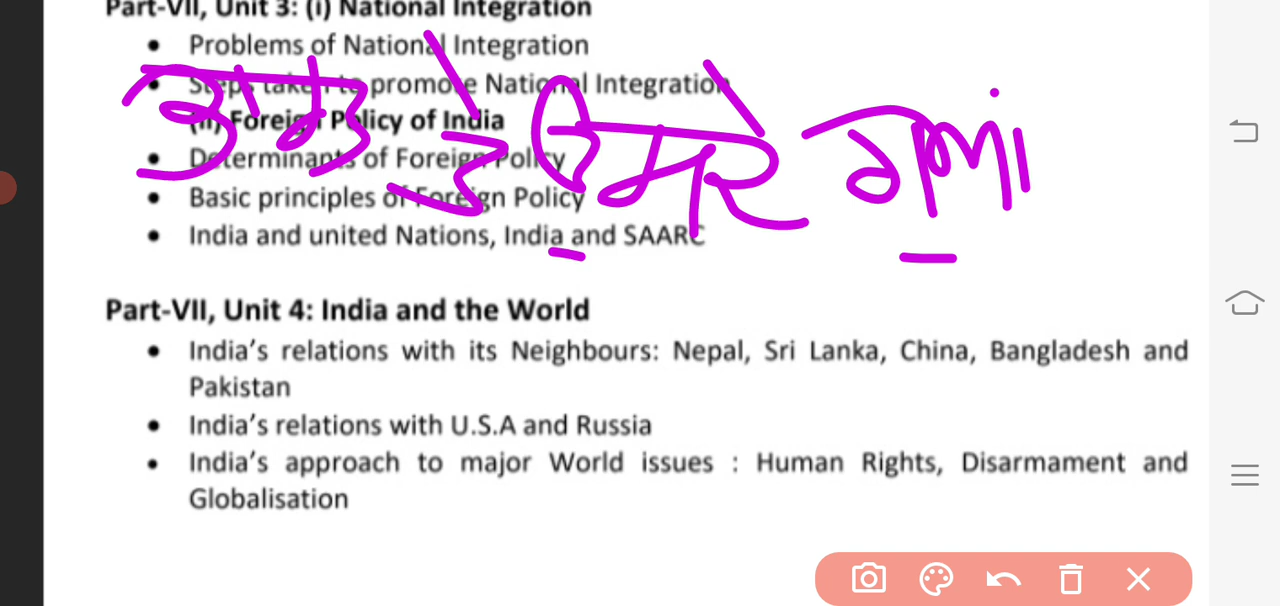 Part-VII, Unit 3: (i) National Integration
• Problems of National Integration
• Steps taken to promote National Integration
(ii) Foreign Policy of India
• Determinants of Foreign Policy
• Basic principles of Foreign Policy
• India and united Nations, India and SAARC
Part-VII, Unit 4: India and the World
• India's relations with its Neighbours: Nepal, Sri Lanka, China, Bangladesh and
Pakistan
• India's relations with U.S.A and Russia
• India's approach to major World issues : Human Rights, Disarmament and
Globalisation